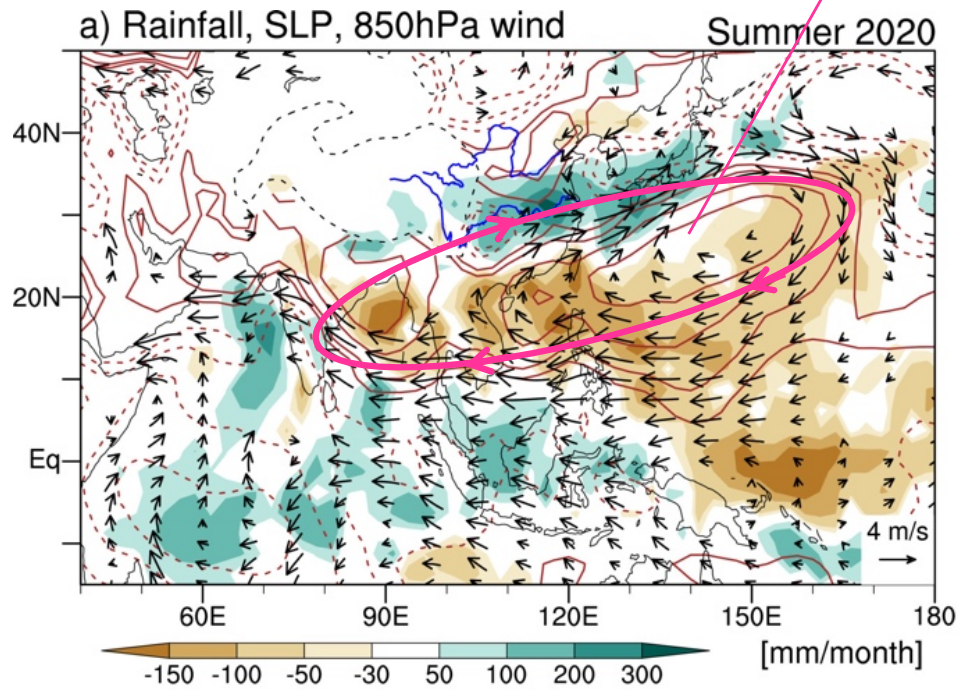 a) Rainfall, SLP, 850hPa wind
Summer 2020
40N
20N
Eq
4 m/s
60E 90E 120E 150E 180
-150 -100 -50 -30 50 100 200 300
[mm/month]